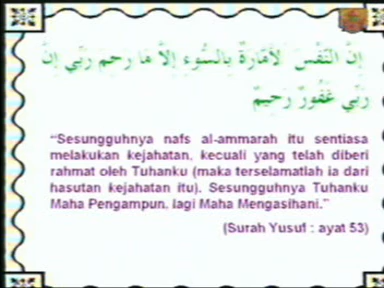 إِنَّ النَّفْسَ لَأَمَّارَةٌ بِالسُّوءِ إِلَّا مَا رَحِمَ رَبِّي إِنَّ
رَبِّي غَفُورٌ رَحِيمٌ
“Sesungguhnya nafs al-ammarah itu sentiasa
melakukan kejahatan, kecuali yang telah diberi
rahmat oleh Tuhanku (maka terselamatlah ia dari
hasutan kejahatan itu). Sesungguhnya Tuhanku
Maha Pengampun, lagi Maha Mengasihani.”
(Surah Yusuf : ayat 53)